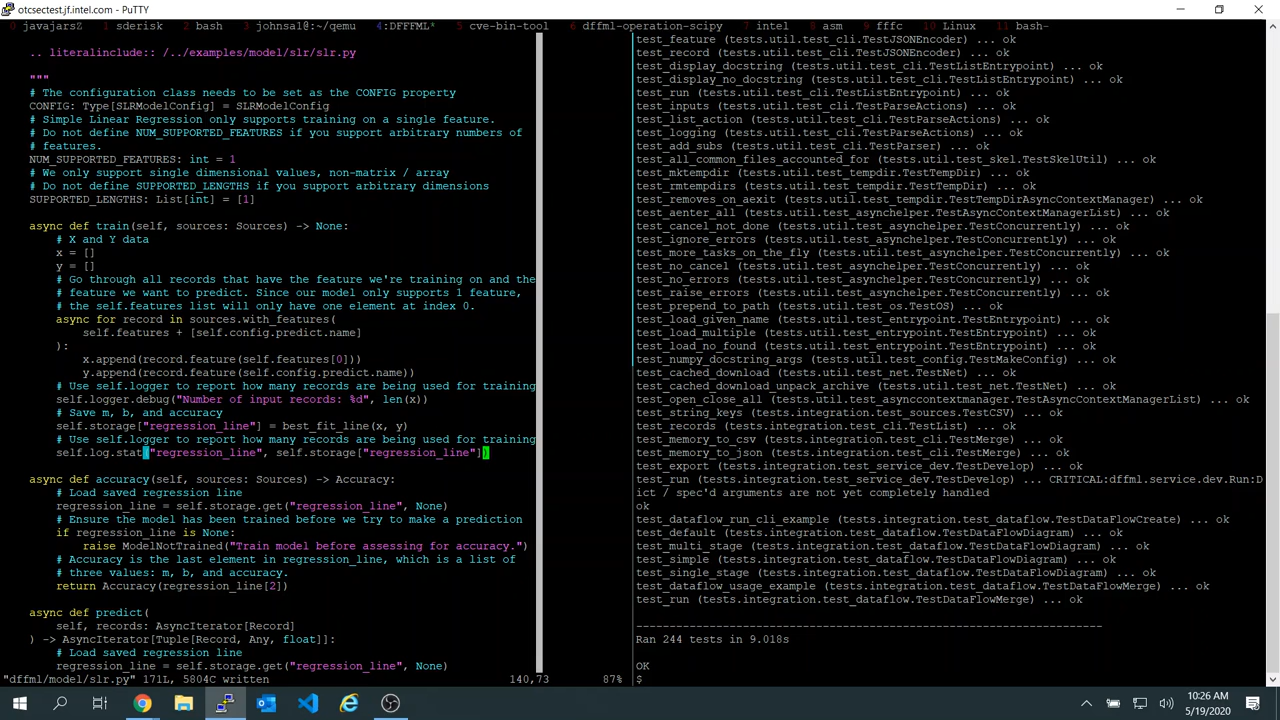 otcsectest.jf.intel.com - PuTTY
0 javajarsZ 1 sderisk 2 bash 3 johnsa1@:~/qemu 4:DFFFML* 5 cve-bin-tool 6 dffml-operation-scipy 7 intel 8 asm 9 fffc 10 Linux 11 bash-
.. literalinclude:: /../examples/model/slr/slr.py
"""
# The configuration class needs to be set as the CONFIG property
CONFIG: Type[SLRModelConfig] = SLRModelConfig
# Simple Linear Regression only supports training on a single feature.
# Do not define NUM_SUPPORTED_FEATURES if you support arbitrary numbers of
# features.
NUM_SUPPORTED_FEATURES: int = 1
# We only support single dimensional values, non-matrix / array
# Do not define SUPPORTED_LENGTHS if you support arbitrary dimensions
SUPPORTED_LENGTHS: List[int] = [1]
async def train(self, sources: Sources) -> None:
# X and Y data
x = []
y = []
# Go through all records that have the feature we're training on and the
# feature we want to predict. Since our model only supports 1 feature,
# the self.features list will only have one element at index 0.
async for record in sources.with_features(
self.features + [self.config.predict.name]
):
x.append(record.feature(self.features[0]))
y.append(record.feature(self.config.predict.name))
# Use self.logger to report how many records are being used for training
self.logger.debug("Number of input records: %d", len(x))
# Save m, b, and accuracy
self.storage["regression_line"] = best_fit_line(x, y)
# Use self.logger to report how many records are being used for training
self.log.stat("regression_line", self.storage["regression_line"])
async def accuracy(self, sources: Sources) -> Accuracy:
# Load saved regression line
regression_line = self.storage.get("regression_line", None)
# Ensure the model has been trained before we try to make a prediction
if regression_line is None:
raise ModelNotTrained("Train model before assessing for accuracy.")
# Accuracy is the last element in regression_line, which is a list of
# three values: m, b, and accuracy.
return Accuracy(regression_line[2])
async def predict(
self, records: AsyncIterator[Record]
) -> AsyncIterator[Tuple[Record, Any, float]]:
# Load saved regression line
regression_line = self.storage.get("regression_line", None)
"dffml/model/slr.py" 171L, 5804C written 140,73 87%
test_feature (tests.util.test_cli.TestJSONEncoder) ... ok
test_record (tests.util.test_cli.TestJSONEncoder) ... ok
test_display_docstring (tests.util.test_cli.TestListEntrypoint) ... ok
test_display_no_docstring (tests.util.test_cli.TestListEntrypoint) ... ok
test_run (tests.util.test_cli.TestListEntrypoint) ... ok
test_inputs (tests.util.test_cli.TestParseActions) ... ok
test_list_action (tests.util.test_cli.TestParseActions) ... ok
test_logging (tests.util.test_cli.TestParseActions) ... ok
test_add_subs (tests.util.test_cli.TestParser) ... ok
test_all_common_files_accounted_for (tests.util.test_skel.TestSkelUtil) ... ok
test_mktempdir (tests.util.test_tempdir.TestTempDir) ... ok
test_rmtempdirs (tests.util.test_tempdir.TestTempDir) ... ok
test_removes_on_aexit (tests.util.test_tempdir.TestTempDirAsyncContextManager) ... ok
test_aenter_all (tests.util.test_asynchelper.TestAsyncContextManagerList) ... ok
test_cancel_not_done (tests.util.test_asynchelper.TestConcurrently) ... ok
test_ignore_errors (tests.util.test_asynchelper.TestConcurrently) ... ok
test_more_tasks_on_the_fly (tests.util.test_asynchelper.TestConcurrently) ... ok
test_no_cancel (tests.util.test_asynchelper.TestConcurrently) ... ok
test_no_errors (tests.util.test_asynchelper.TestConcurrently) ... ok
test_raise_errors (tests.util.test_asynchelper.TestConcurrently) ... ok
test_prepend_to_path (tests.util.test_os.TestOS) ... ok
test_load_given_name (tests.util.test_entrypoint.TestEntrypoint) ... ok
test_load_multiple (tests.util.test_entrypoint.TestEntrypoint) ... ok
test_load_no_found (tests.util.test_entrypoint.TestEntrypoint) ... ok
test_numpy_docstring_args (tests.util.test_config.TestMakeConfig) ... ok
test_cached_download (tests.util.test_net.TestNet) ... ok
test_cached_download_unpack_archive (tests.util.test_net.TestNet) ... ok
test_open_close_all (tests.util.test_asynccontextmanager.TestAsyncContextManagerList) ... ok
test_string_keys (tests.integration.test_sources.TestCSV) ... ok
test_records (tests.integration.test_cli.TestList) ... ok
test_memory_to_csv (tests.integration.test_cli.TestMerge) ... ok
test_memory_to_json (tests.integration.test_cli.TestMerge) ... ok
test_export (tests.integration.test_service_dev.TestDevelop) ... ok
test_run (tests.integration.test_service_dev.TestDevelop) ... CRITICAL:dffml.service.dev.Run:D
ict / spec'd arguments are not yet completely handled
ok
test_dataflow_run_cli_example (tests.integration.test_dataflow.TestDataFlowCreate) ... ok
test_default (tests.integration.test_dataflow.TestDataFlowDiagram) ... ok
test_multi_stage (tests.integration.test_dataflow.TestDataFlowDiagram) ... ok
test_simple (tests.integration.test_dataflow.TestDataFlowDiagram) ... ok
test_single_stage (tests.integration.test_dataflow.TestDataFlowDiagram) ... ok
test_dataflow_usage_example (tests.integration.test_dataflow.TestDataFlowMerge) ... ok
test_run (tests.integration.test_dataflow.TestDataFlowMerge) ... ok
----------------------------------------------------------------------
Ran 244 tests in 9.018s
OK
$
10:26 AM
5/19/2020